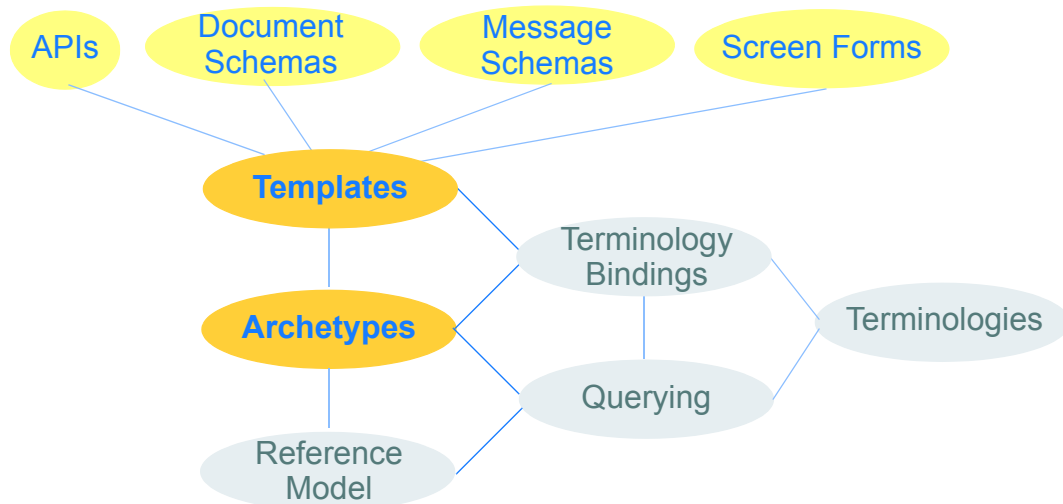 APIs
Document
Schemas
Message
Schemas
Screen Forms
Templates
Terminology
Bindings
Terminologies
Archetypes
Querying
Reference
Model